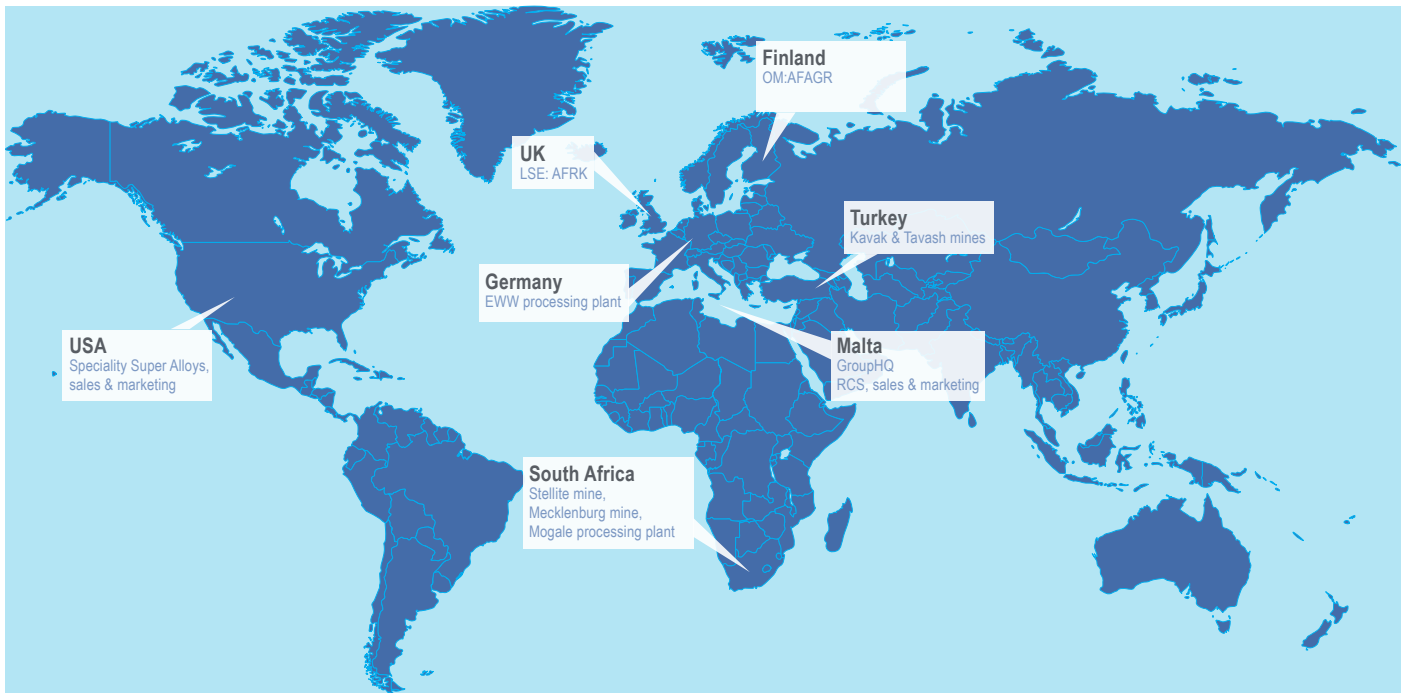 Finland
OM:AFAGR
UK
LSE: AFRK
Turkey
Kavak & Tavash mines
Germany
EWW processing plant
USA
Speciality Super Alloys,
sales & marketing
Malta
GroupHQ
RCS, sales & marketing
South Africa
Stellite mine,
Mecklenburg mine,
Mogale processing plant